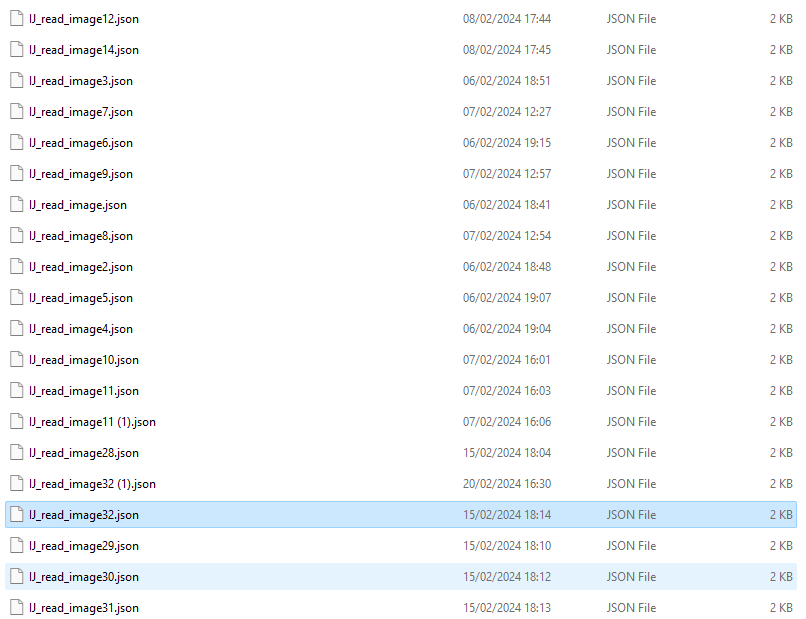 IJ_read_image12.json 08/02/2024 17:44 JSON File 2 KB
IJ_read_image14.json 08/02/2024 17:45 JSON File 2 KB
IJ_read_image3.json 06/02/2024 18:51 JSON File 2 KB
IJ_read_image7.json 07/02/2024 12:27 JSON File 2 KB
IJ_read_image6.json 06/02/2024 19:15 JSON File 2 KB
IJ_read_image9.json 07/02/2024 12:57 JSON File 2 KB
IJ_read_image.json 06/02/2024 18:41 JSON File 2 KB
IJ_read_image8.json 07/02/2024 12:54 JSON File 2 KB
IJ_read_image2.json 06/02/2024 18:48 JSON File 2 KB
IJ_read_image5.json 06/02/2024 19:07 JSON File 2 KB
IJ_read_image4.json 06/02/2024 19:04 JSON File 2 KB
IJ_read_image10.json 07/02/2024 16:01 JSON File 2 KB
IJ_read_image11.json 07/02/2024 16:03 JSON File 2 KB
IJ_read_image11 (1).json 07/02/2024 16:06 JSON File 2 KB
IJ_read_image28.json 15/02/2024 18:04 JSON File 2 KB
IJ_read_image32 (1).json 20/02/2024 16:30 JSON File 2 KB
IJ_read_image32.json 15/02/2024 18:14 JSON File 2 KB
IJ_read_image29.json 15/02/2024 18:10 JSON File 2 KB
IJ_read_image30.json 15/02/2024 18:12 JSON File 2 KB
IJ_read_image31.json 15/02/2024 18:13 JSON File 2 KB